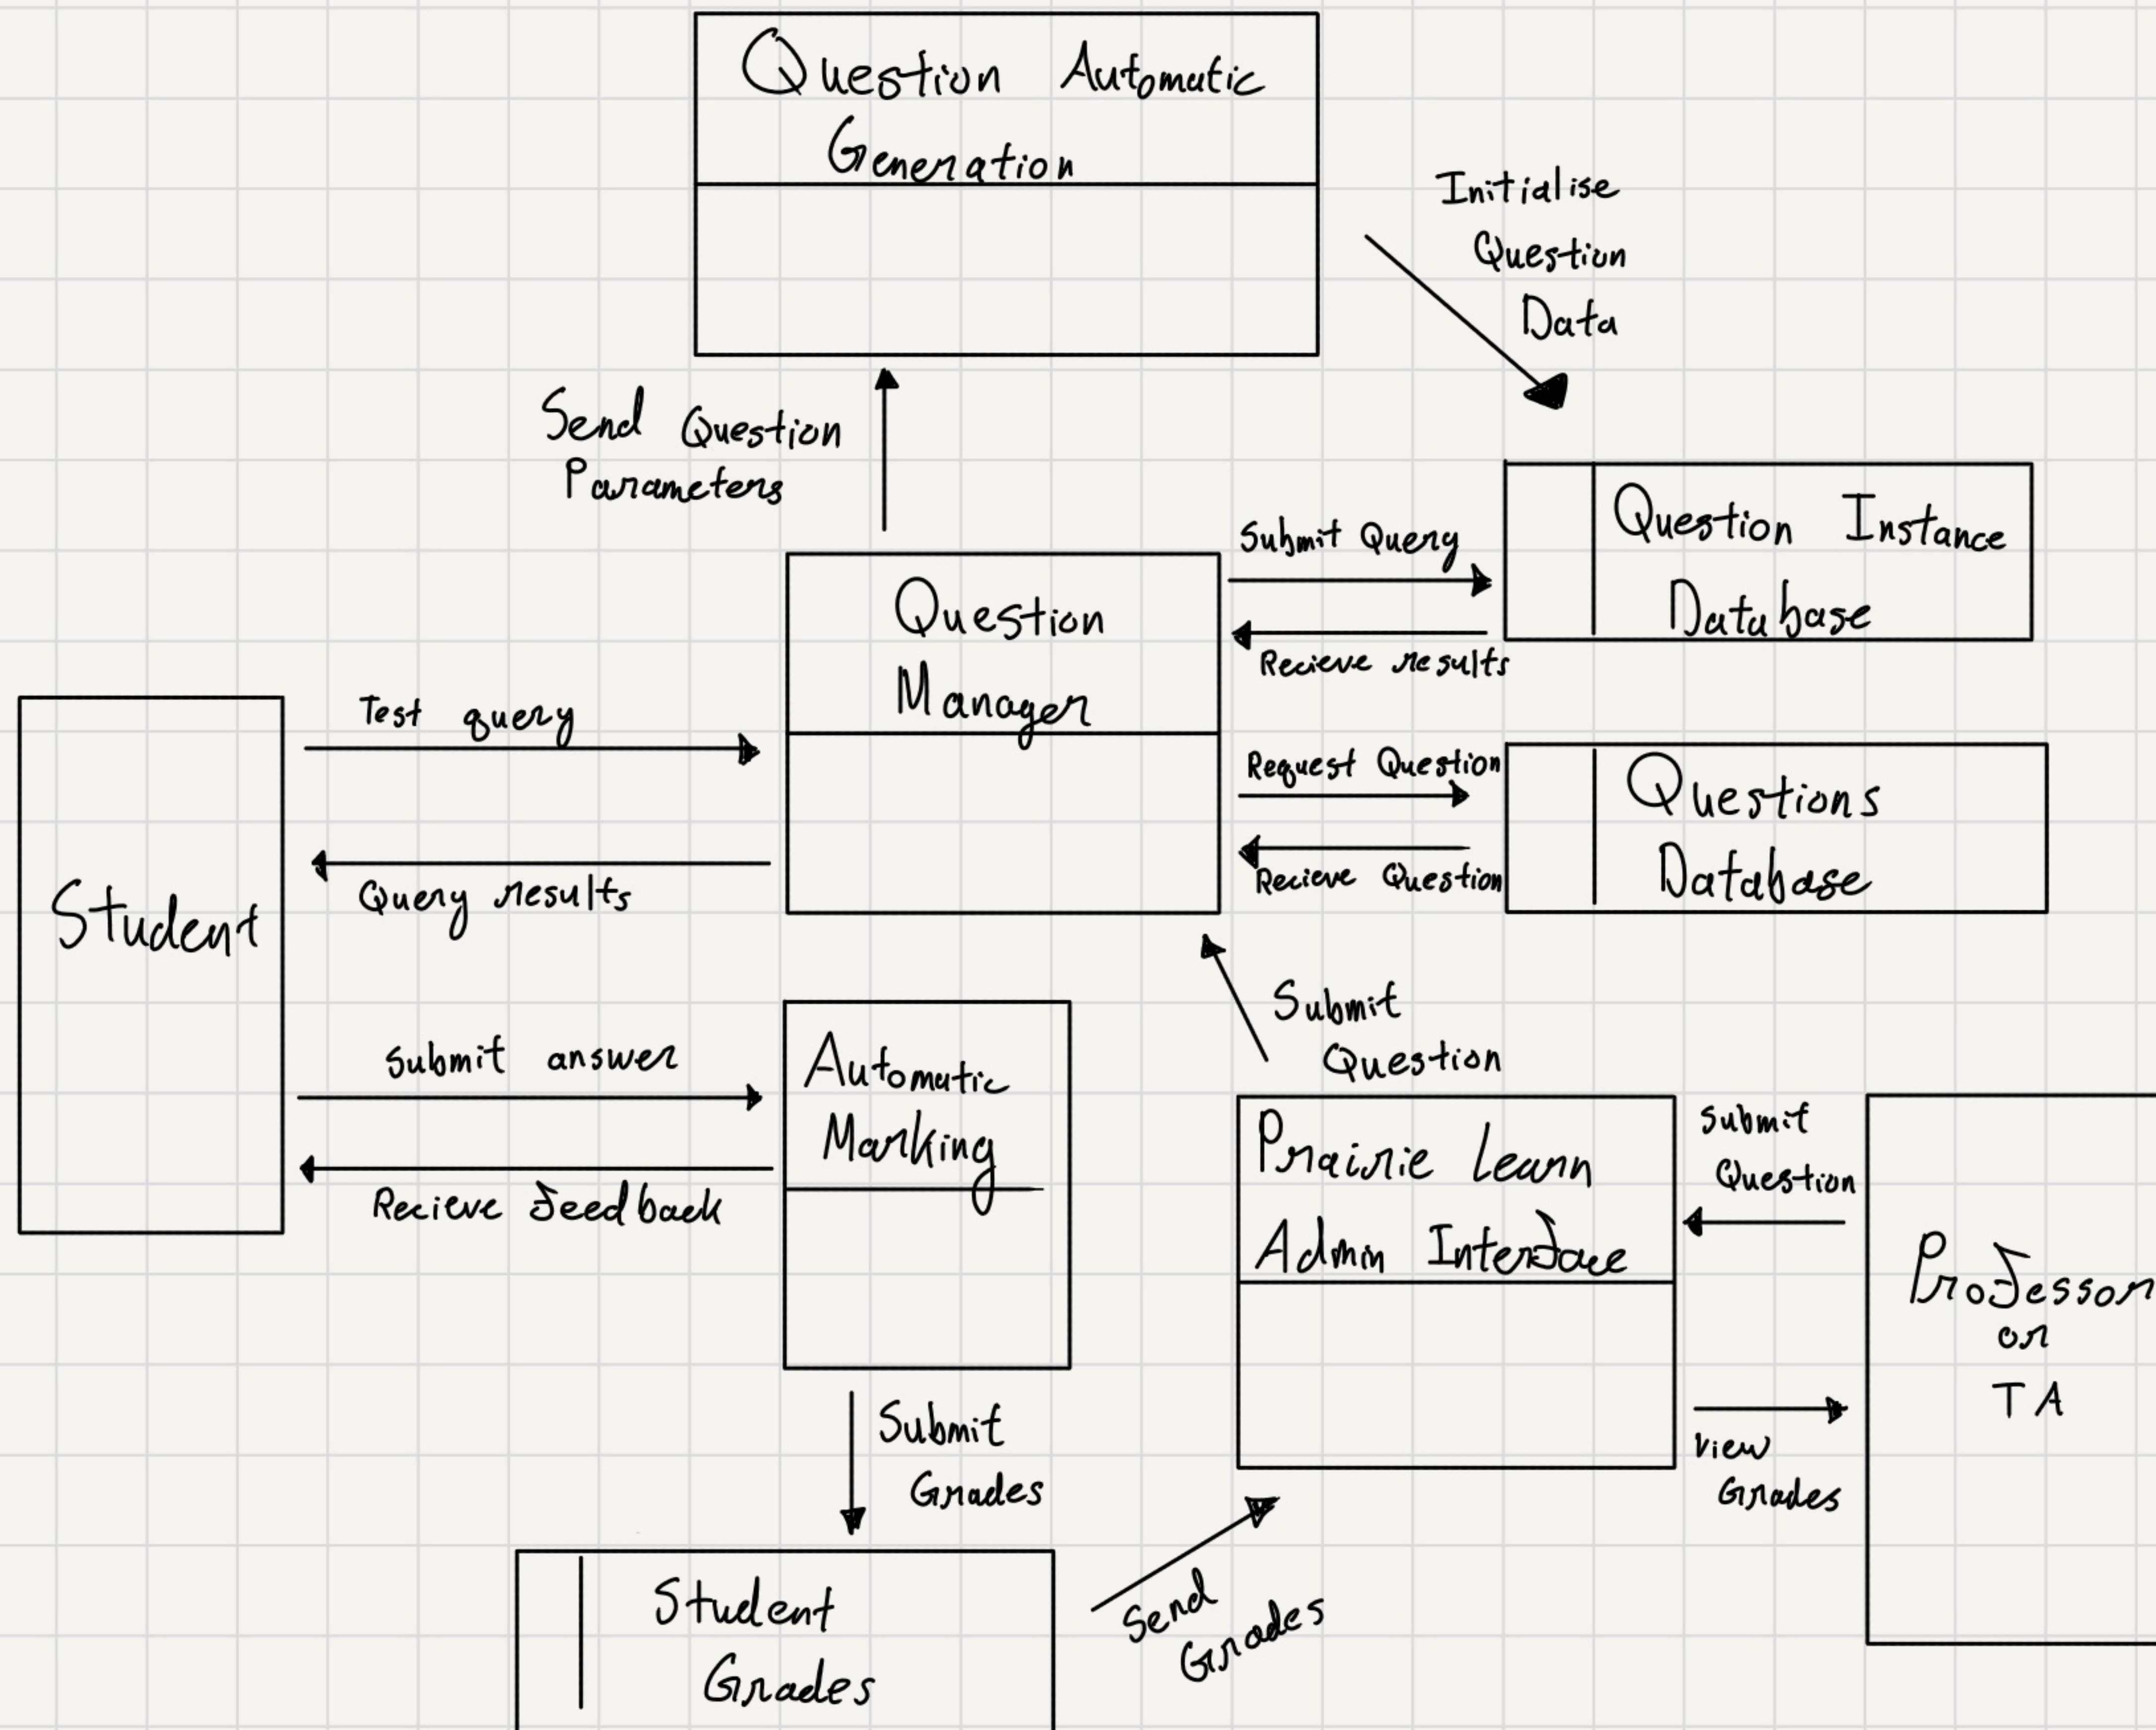 Question Automatic
Generation
Initialise
Question
Data
Send Question
Parameters
Question
Manager
Submit Query
Recieve results
Question Instance
Database
Request Question
Recieve Question
Questions
Database
Student
Test query
Query results
Submit answer
Recieve feedback
Automatic
Marking
Submit
Question
Prairie Learn
Admin Interface
Submit
Question
View
Grades
Professor
or
TA
Submit
Grades
Student
Grades
Send
Grades